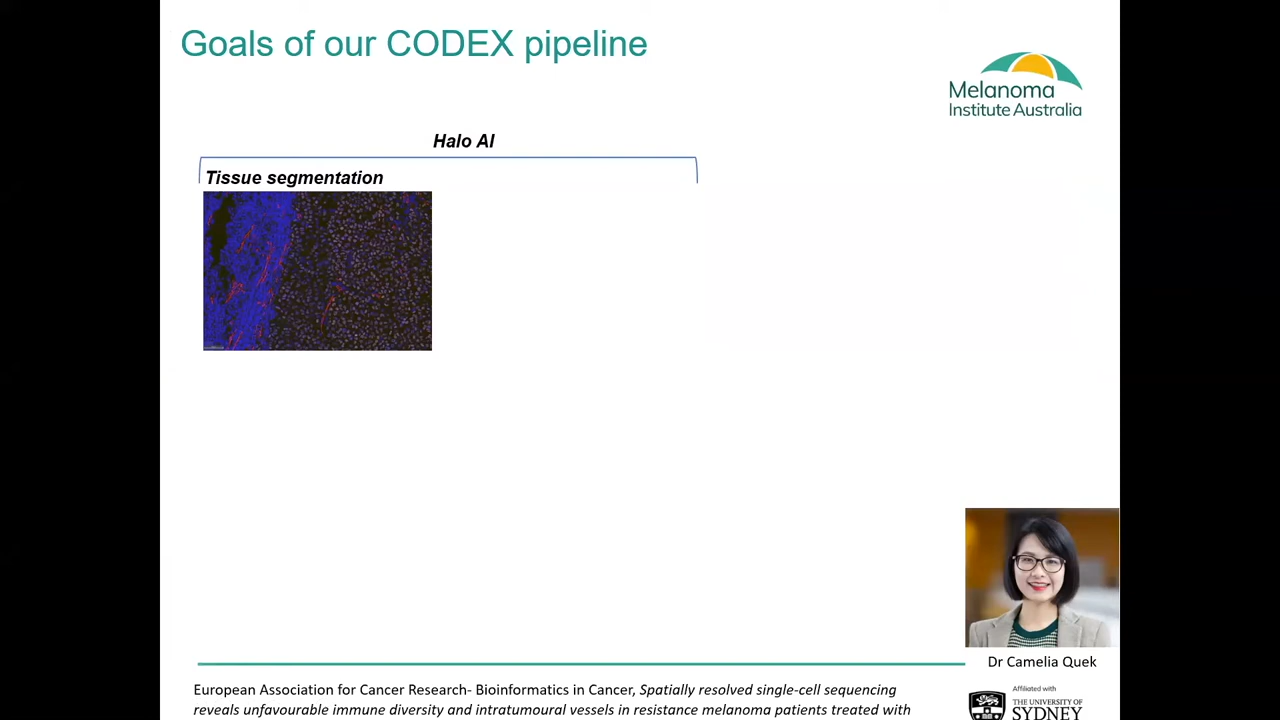 Goals of our CODEX pipeline
Melanoma
Institute Australia
Halo AI
Tissue segmentation
Dr Camelia Quek
European Association for Cancer Research- Bioinformatics in Cancer, Spatially resolved single-cell sequencing
reveals unfavourable immune diversity and intratumoural vessels in resistance melanoma patients treated with
Affiliated with
THE UNIVERSITY OF
SYDNEY